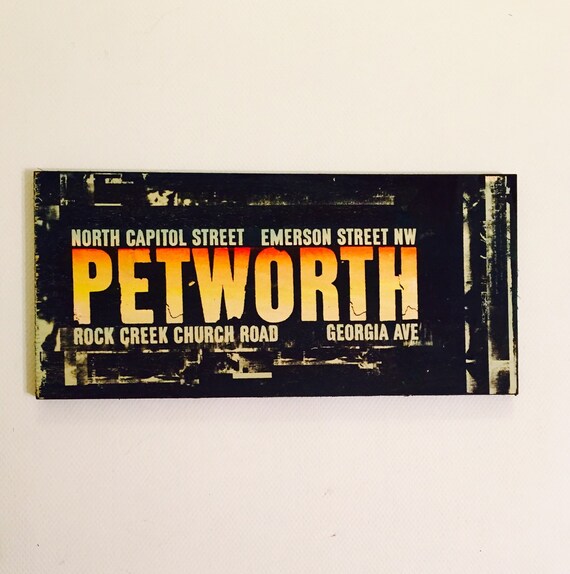 NORTH CAPITOL STREET EMERSON STREET NW
PETWORTH
ROCK CREEK CHURCH ROAD GEORGIA AVE